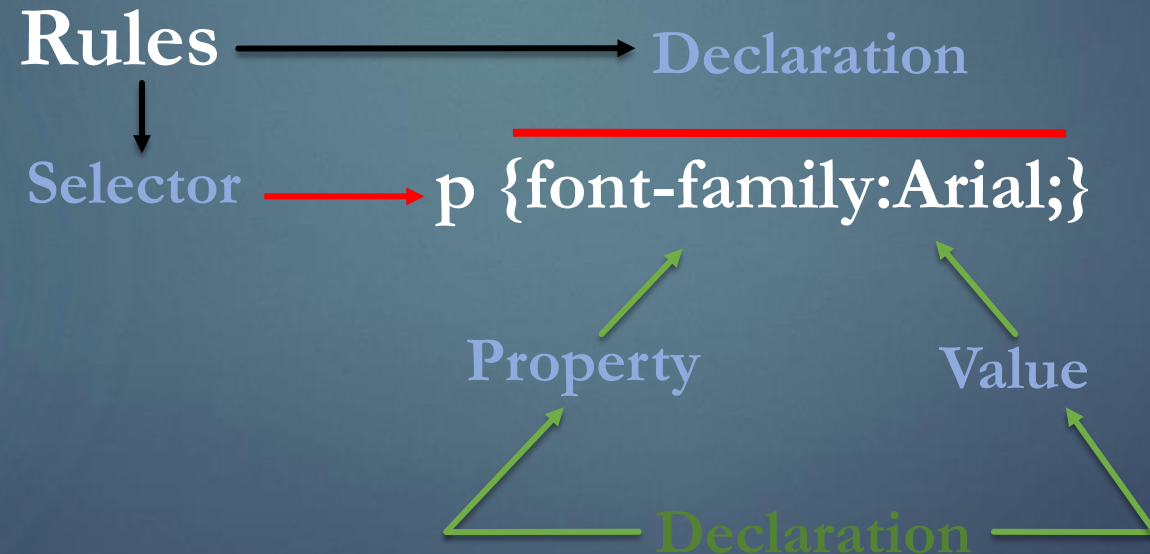 Rules
Declaration
Selector
p {font-family:Arial;}
Property
Value
Declaration